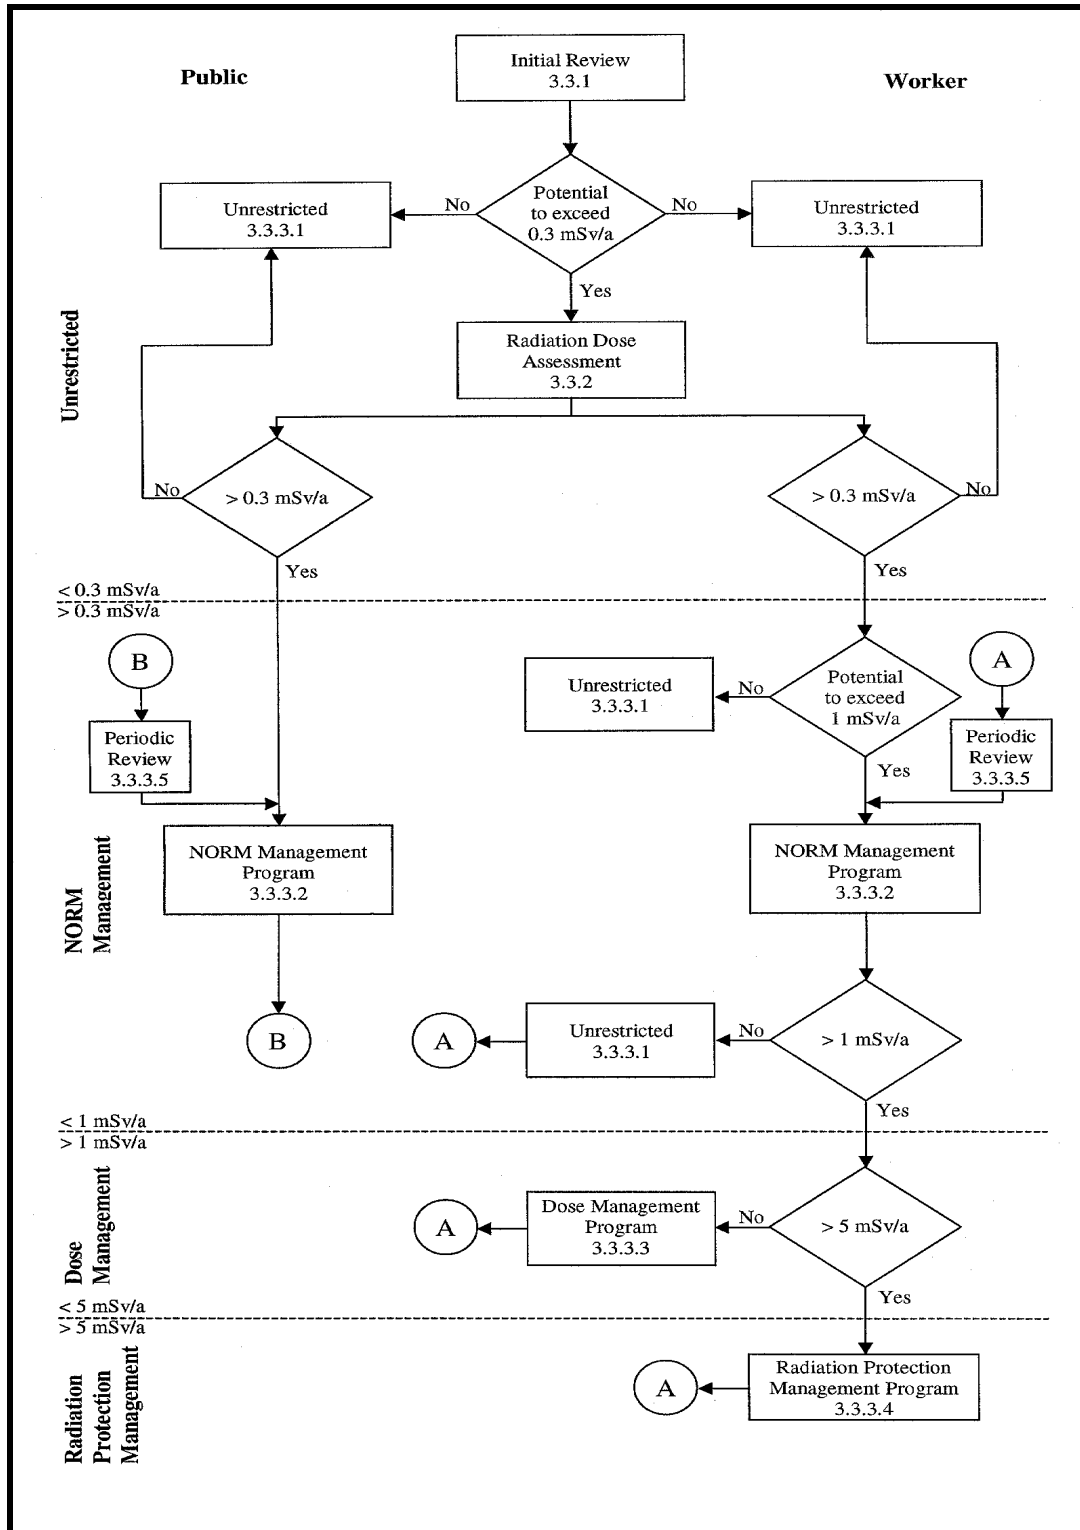 Public
Initial Review
3.3.1
Worker
Unrestricted
3.3.3.1
No
Potential
to exceed
0.3 mSv/a
No
Unrestricted
3.3.3.1
Yes
Radiation Dose
Assessment
3.3.2
Unrestricted
No
> 0.3 mSv/a
Yes
> 0.3 mSv/a
No
Yes
< 0.3 mSv/a
> 0.3 mSv/a
B
Periodic
Review
3.3.3.5
Unrestricted
3.3.3.1
No
Potential
to exceed
1 mSv/a
Yes
A
Periodic
Review
3.3.3.5
NORM
Management
NORM Management
Program
3.3.3.2
NORM Management
Program
3.3.3.2
B
A
Unrestricted
3.3.3.1
No
> 1 mSv/a
Yes
< 1 mSv/a
> 1 mSv/a
Dose
Management
A
Dose Management
Program
3.3.3.3
No
> 5 mSv/a
Yes
< 5 mSv/a
> 5 mSv/a
Radiation
Protection
Management
A
Radiation Protection
Management Program
3.3.3.4